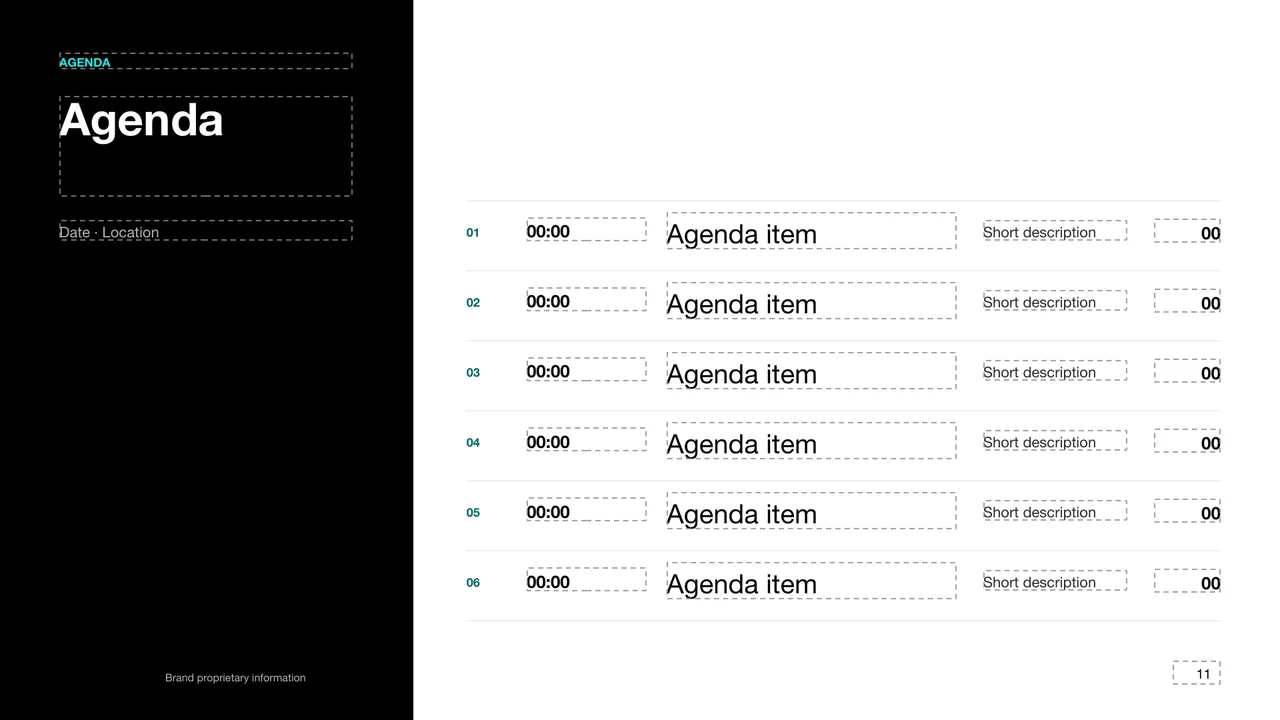 AGENDA
Agenda
Date · Location
01 00:00 Agenda item Short description 00
02 00:00 Agenda item Short description 00
03 00:00 Agenda item Short description 00
04 00:00 Agenda item Short description 00
05 00:00 Agenda item Short description 00
06 00:00 Agenda item Short description 00
Brand proprietary information
11